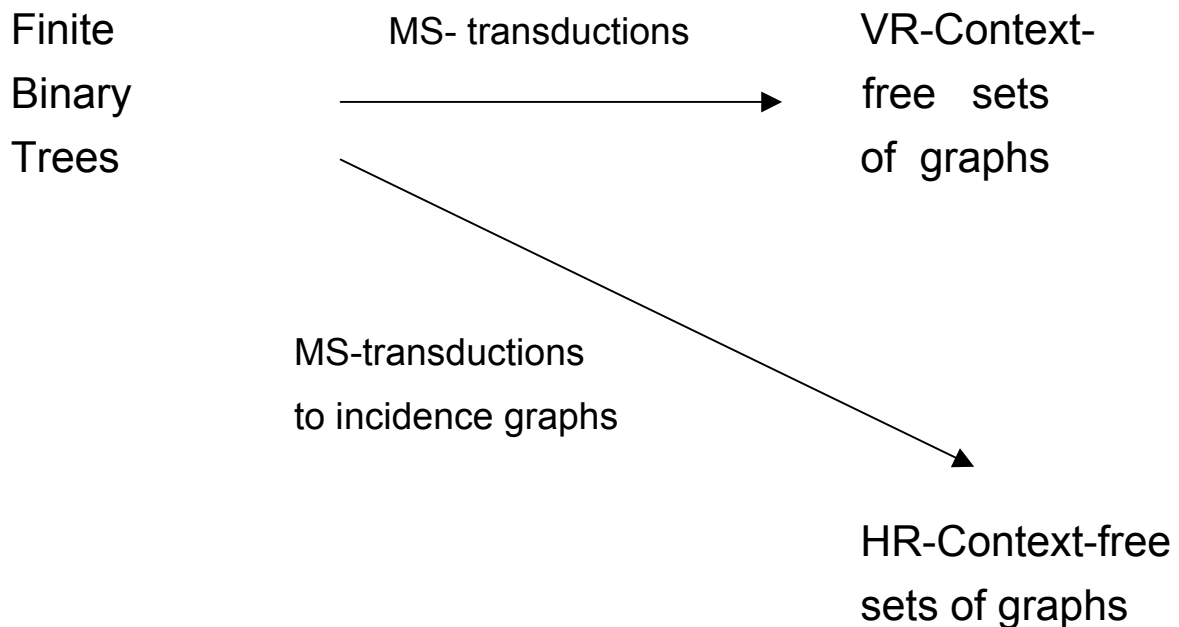 Finite
Binary
Trees
MS- transductions
VR-Context-
free sets
of graphs
MS-transductions
to incidence graphs
HR-Context-free
sets of graphs